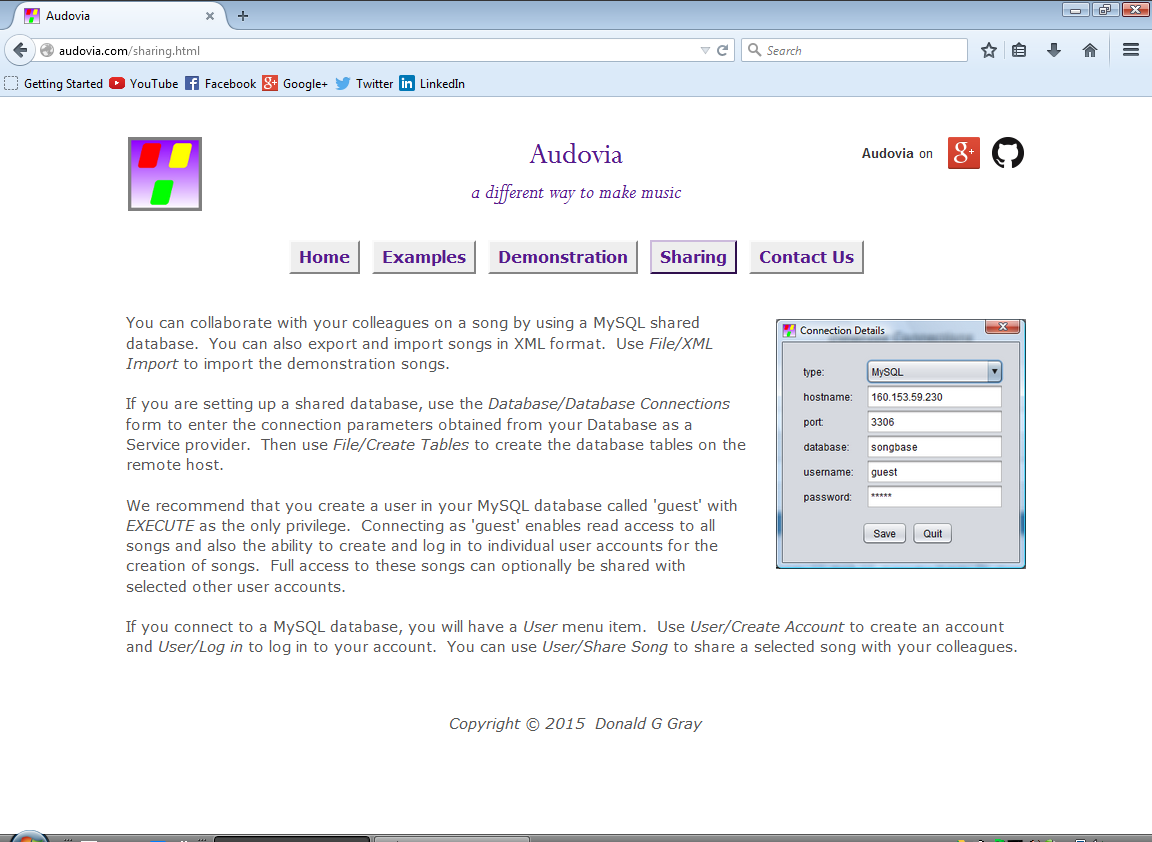 Audovia
audovia.com/sharing.html
Search
Getting Started YouTube Facebook Google+ Twitter LinkedIn
Audovia
a different way to make music
Audovia on g+
Home Examples Demonstration Sharing Contact Us
You can collaborate with your colleagues on a song by using a MySQL shared
database.  You can also export and import songs in XML format.  Use File/XML
Import to import the demonstration songs.
If you are setting up a shared database, use the Database/Database Connections
form to enter the connection parameters obtained from your Database as a
Service provider.  Then use File/Create Tables to create the database tables on the
remote host.
We recommend that you create a user in your MySQL database called 'guest' with
EXECUTE as the only privilege.  Connecting as 'guest' enables read access to all
songs and also the ability to create and log in to individual user accounts for the
creation of songs.  Full access to these songs can optionally be shared with
selected other user accounts.
Connection Details
type: MySQL
hostname: 160.153.59.230
port: 3306
database: songbase
username: guest
password: *****
Save Quit
If you connect to a MySQL database, you will have a User menu item.  Use User/Create Account to create an account
and User/Log in to log in to your account.  You can use User/Share Song to share a selected song with your colleagues.
Copyright © 2015  Donald G Gray